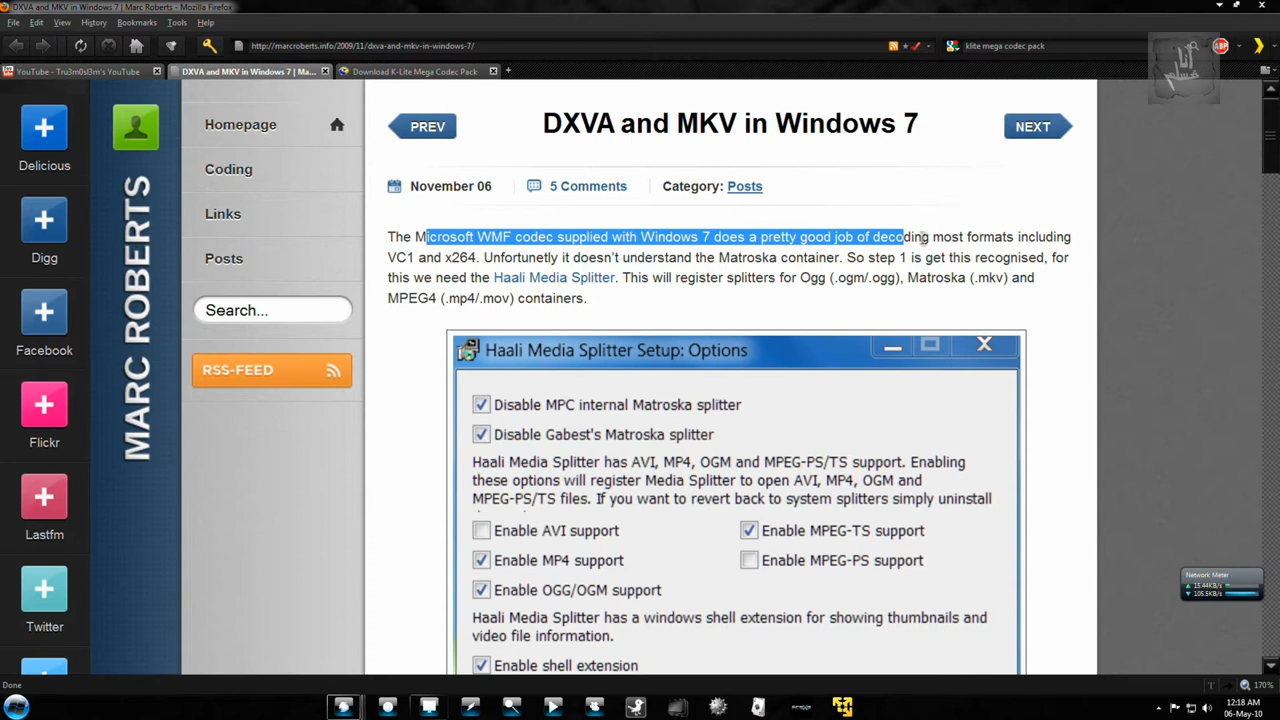 DXVA and MKV in Windows 7 | Marc Roberts - Mozilla Firefox
File Edit View History Bookmarks Tools Help
http://marcroberts.info/2009/11/dxva-and-mkv-in-windows-7/
klite mega codec pack
ABP
YouTube - Tru3m0sl3m's YouTube
DXVA and MKV in Windows 7 | Ma...
Download K-Lite Mega Codec Pack
Delicious
Digg
Facebook
Flickr
Lastfm
Twitter
MARC ROBERTS
Homepage
Coding
Links
Posts
Search...
RSS-FEED
PREV
DXVA and MKV in Windows 7
NEXT
November 06
5 Comments
Category: Posts
The Microsoft WMF codec supplied with Windows 7 does a pretty good job of decoding most formats including
VC1 and x264. Unfortunetly it doesn't understand the Matroska container. So step 1 is get this recognised, for
this we need the Haali Media Splitter. This will register splitters for Ogg (.ogm/.ogg), Matroska (.mkv) and
MPEG4 (.mp4/.mov) containers.
Haali Media Splitter Setup: Options
Disable MPC internal Matroska splitter
Disable Gabest's Matroska splitter
Haali Media Splitter has AVI, MP4, OGM and MPEG-PS/TS support. Enabling
these options will register Media Splitter to open AVI, MP4, OGM and
MPEG-PS/TS files. If you want to revert back to system splitters simply uninstall
Enable AVI support
Enable MPEG-TS support
Enable MP4 support
Enable MPEG-PS support
Enable OGG/OGM support
Haali Media Splitter has a windows shell extension for showing thumbnails and
video file information.
Enable shell extension
Network Meter
15.44KB/s
105.5KB/s
Done
170%
12:18 AM
06-May-10